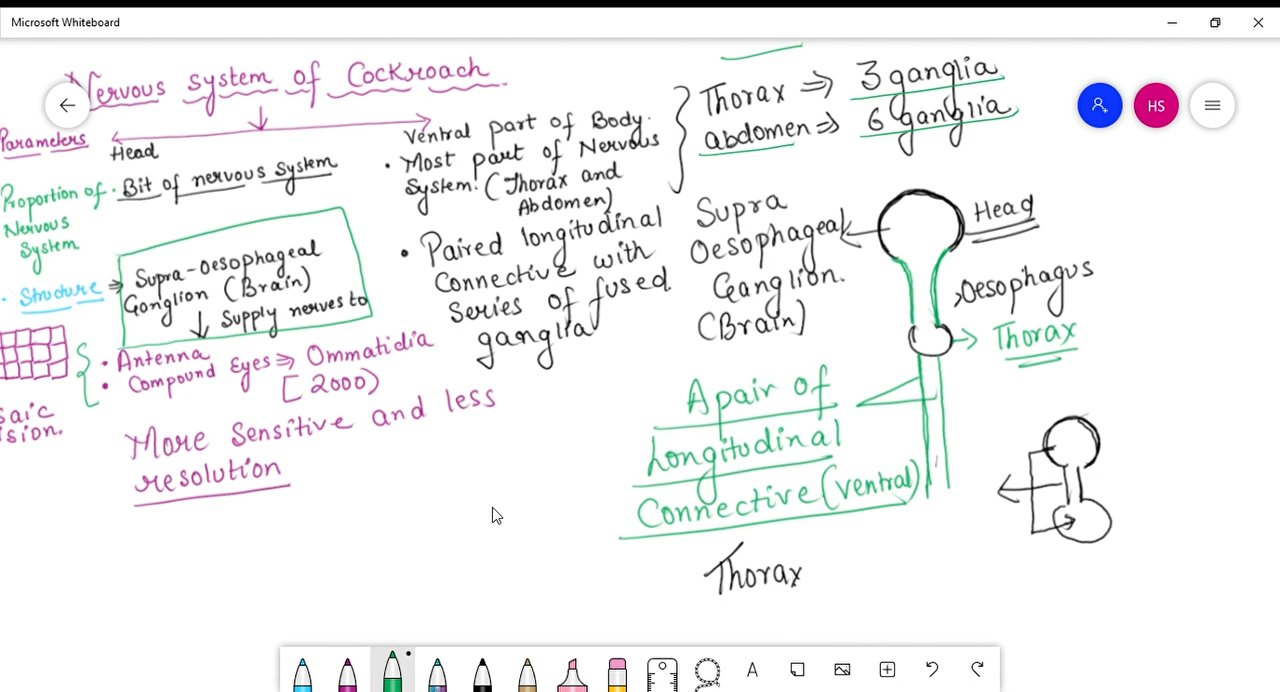 Microsoft Whiteboard
HS
Nervous system of Cockroach
Parameters
Head
Ventral part of Body.
Proportion of
Nervous
System
• Bit of nervous system
• Most part of Nervous
System. (Thorax and
Abdomen)
• Structure
Supra-Oesophageal
Ganglion (Brain)
Supply nerves to
• Paired longitudinal
Connective with
Series of fused
ganglia
• Antenna
• Compound Eyes ⇒ Ommatidia
[2000)
saic
ision.
More Sensitive and less
resolution
Thorax ⇒ 3 ganglia
abdomen ⇒ 6 ganglia
Supra
Oesophageal
Ganglion.
(Brain)
Head
Oesophagus
Thorax
A pair of
Longitudinal
Connective (ventral)
Thorax
A